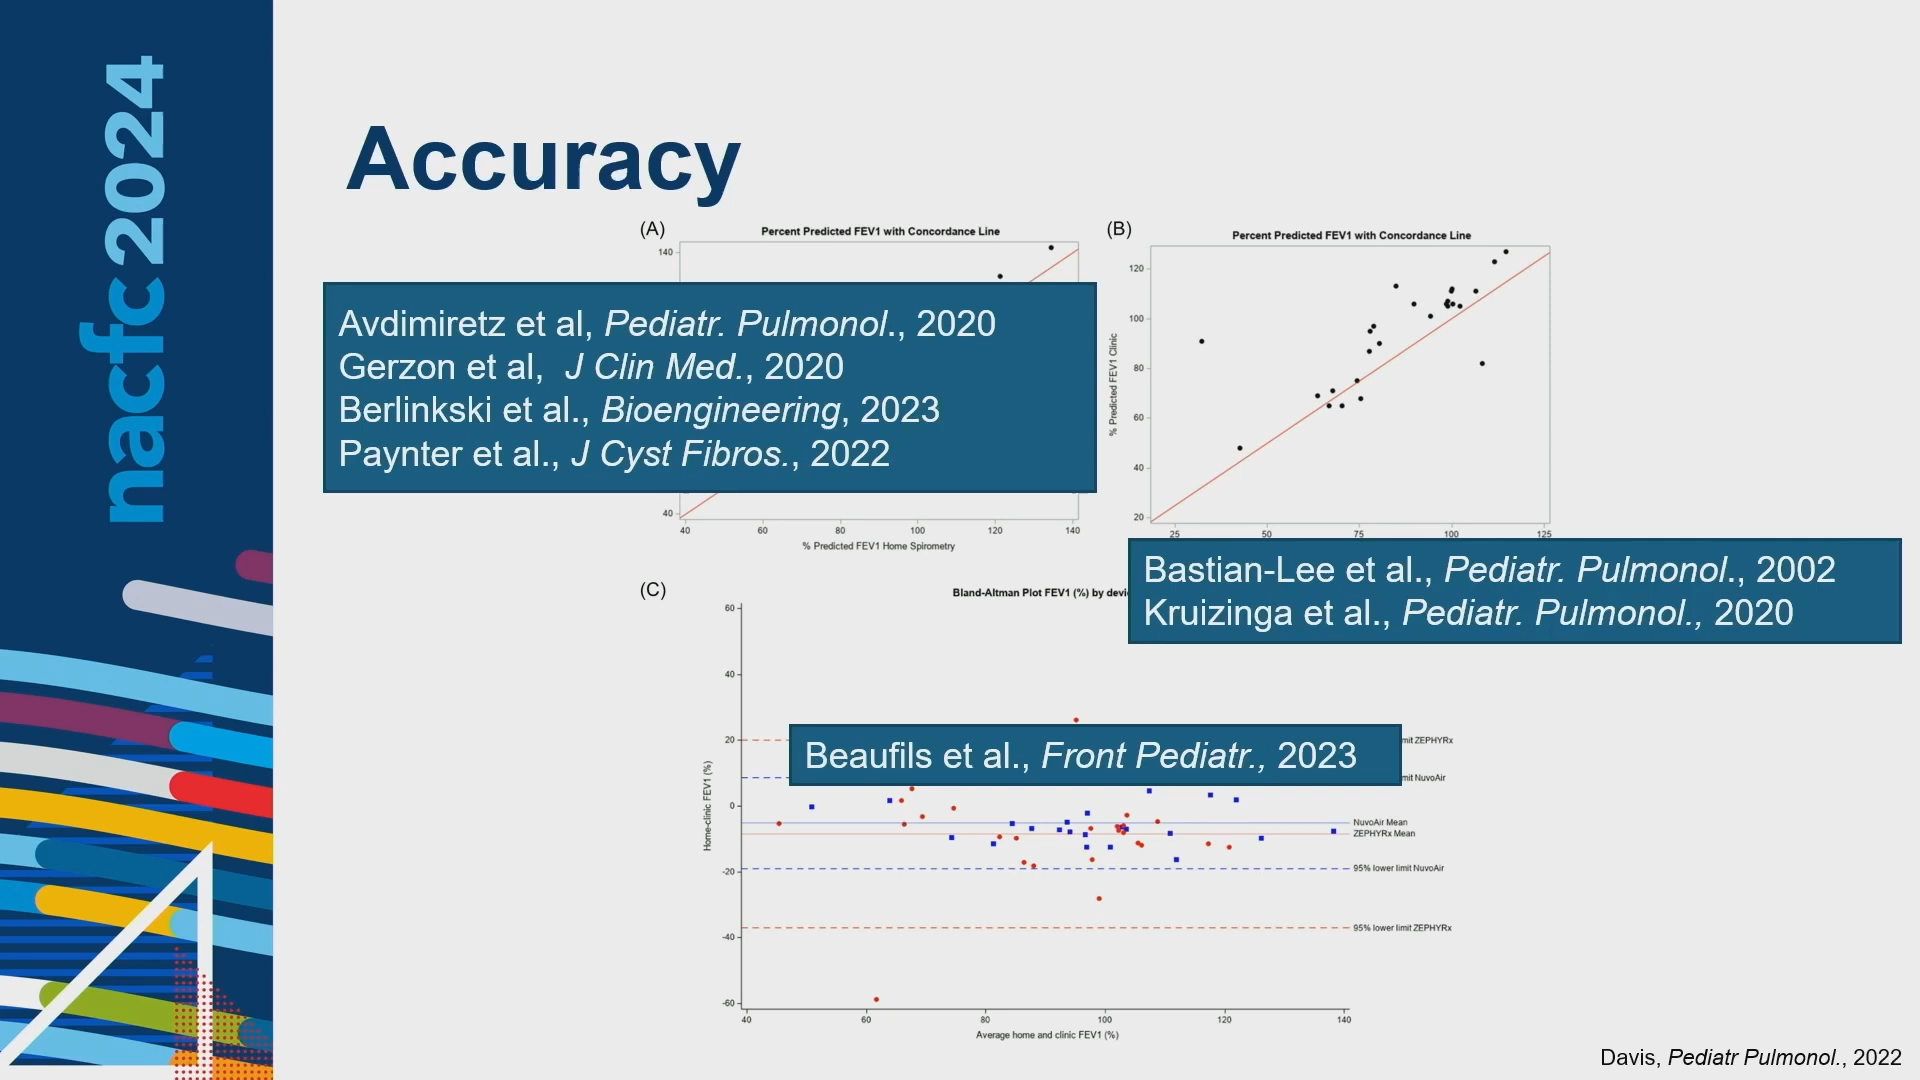 nacfc 2024
Accuracy
(A)
Percent Predicted FEV1 with Concordance Line
140
40
40 60 80 100 120 140
% Predicted FEV1 Home Spirometry
(B)
Percent Predicted FEV1 with Concordance Line
120
100
80
60
40
20
% Predicted FEV1 Clinic
25 50 75 100 125
Avdimiretz et al, Pediatr. Pulmonol., 2020
Gerzon et al, J Clin Med., 2020
Berlinkski et al., Bioengineering, 2023
Paynter et al., J Cyst Fibros., 2022
Bastian-Lee et al., Pediatr. Pulmonol., 2002
Kruizinga et al., Pediatr. Pulmonol., 2020
(C)
Bland-Altman Plot FEV1 (%) by
60
40
20
0
-20
-40
-60
Home-clinic FEV1 (%)
Beaufils et al., Front Pediatr., 2023
ZEPHYRx
NuvoAir
NuvoAir Mean
ZEPHYRx Mean
95% lower limit NuvoAir
95% lower limit ZEPHYRx
40 60 80 100 120 140
Average home and clinic FEV1 (%)
Davis, Pediatr Pulmonol., 2022